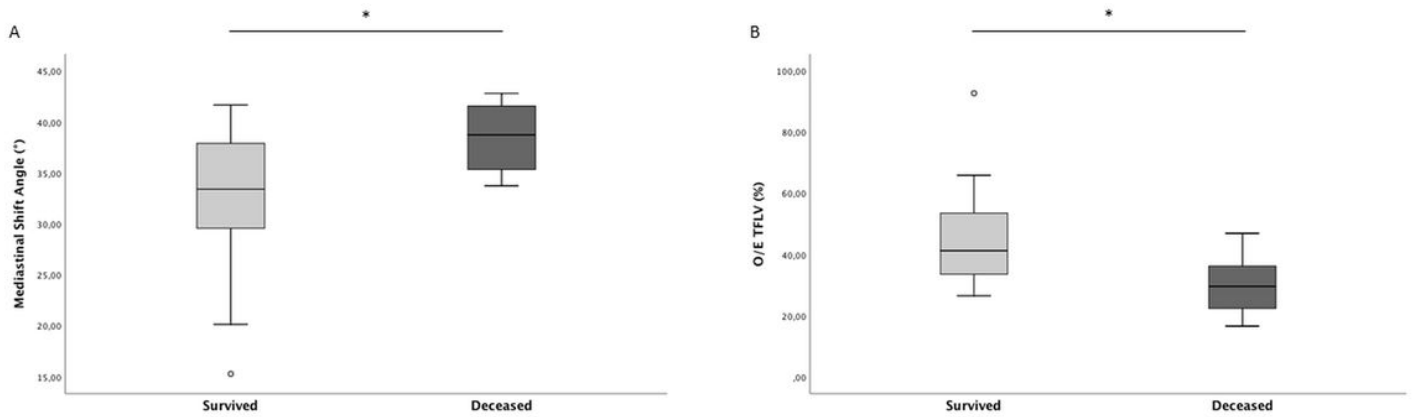 A
*
Mediastinal Shift Angle (°)
45,00
40,00
35,00
30,00
25,00
20,00
15,00
Survived
Deceased
B
*
O/E TFLV (%)
100,00
80,00
60,00
40,00
20,00
,00
Survived
Deceased